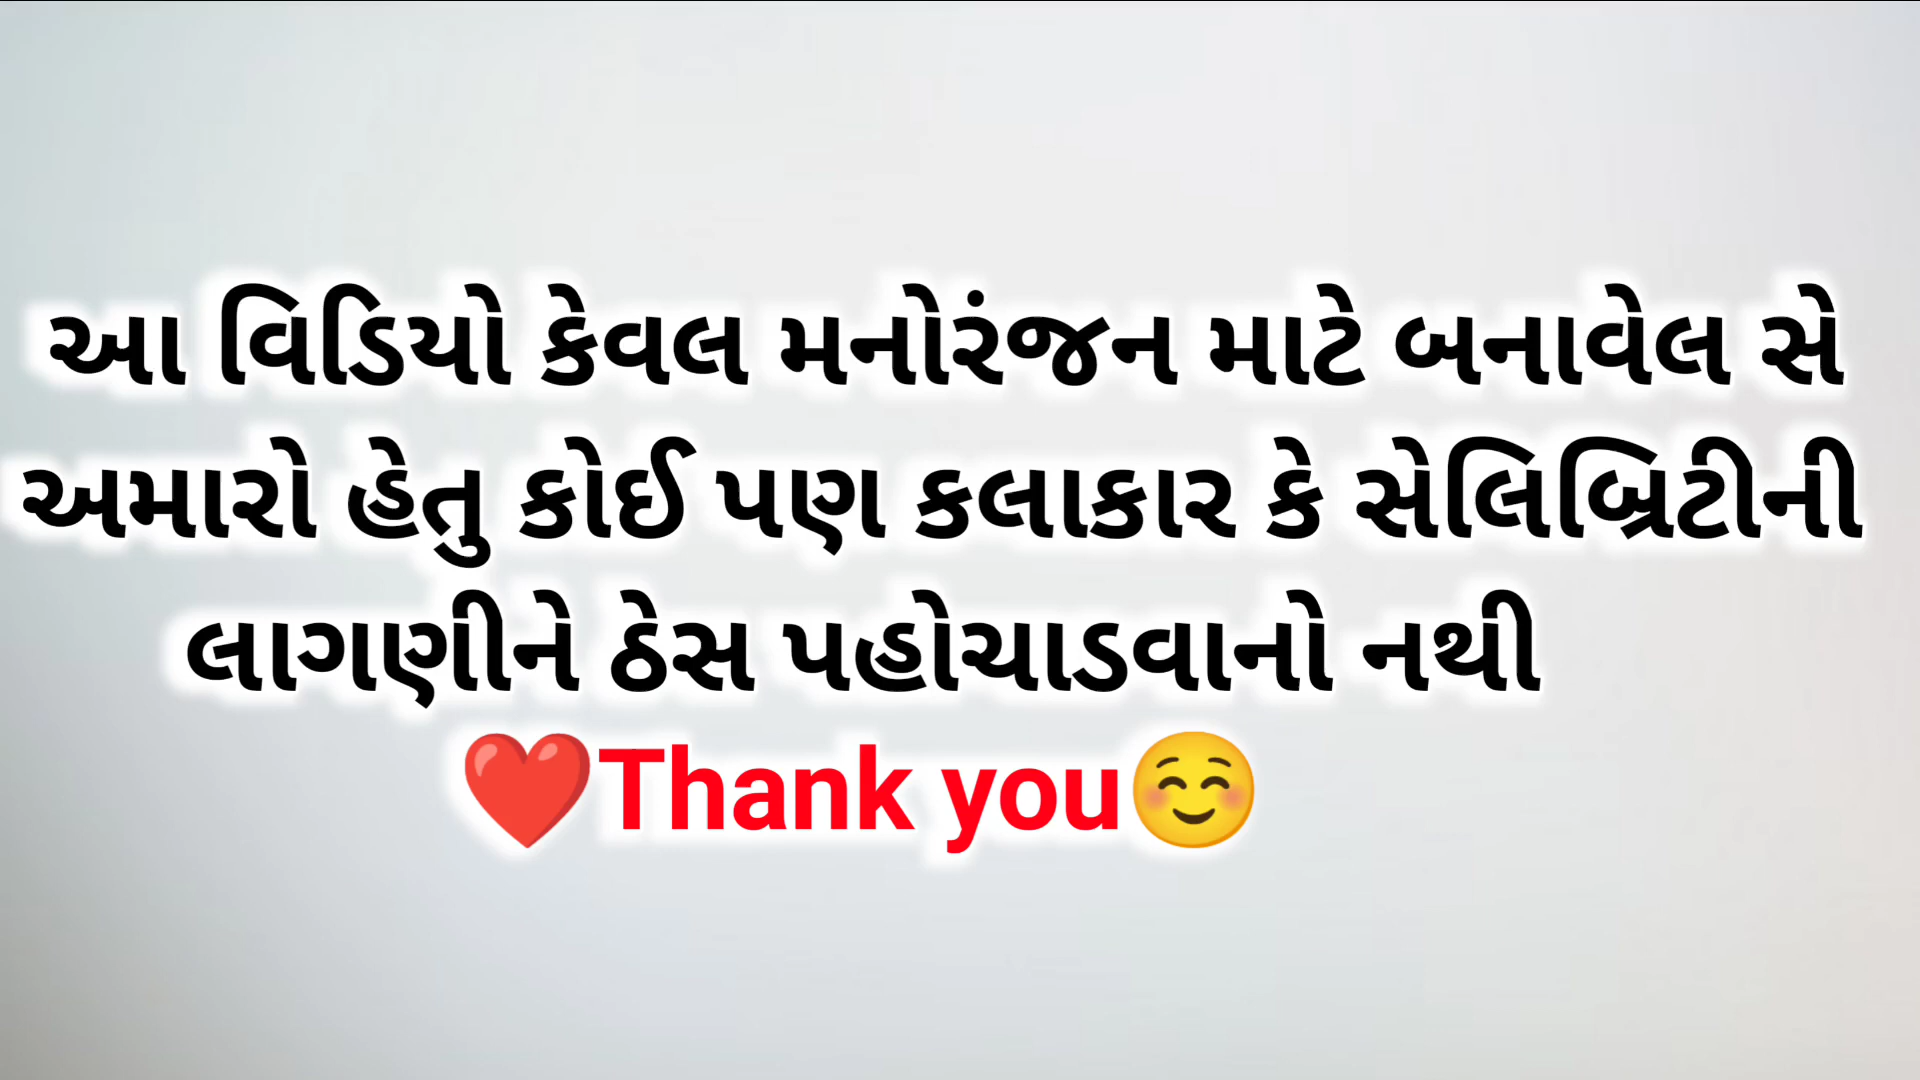 આ વિડિયો કેવલ મનોરંજન માટે બનાવેલ સે
અમારો હેતુ કોઈ પણ કલાકાર કે સેલિબ્રિટીની
લાગણીને ઠેસ પહોચાડવાનો નથી
❤️Thank you☺️